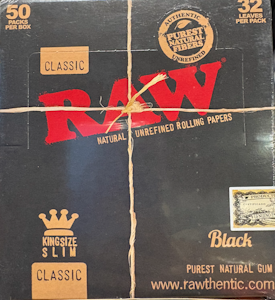 50
PACKS
PER BOX
32
LEAVES
PER PACK
AUTHENTIC
PUREST
NATURAL
FIBERS
UNREFINED
CLASSIC
RAW
NATURAL UNREFINED ROLLING PAPERS
KINGSIZE
SLIM
Black
CLASSIC
PUREST NATURAL GUM
www.rawthentic.com